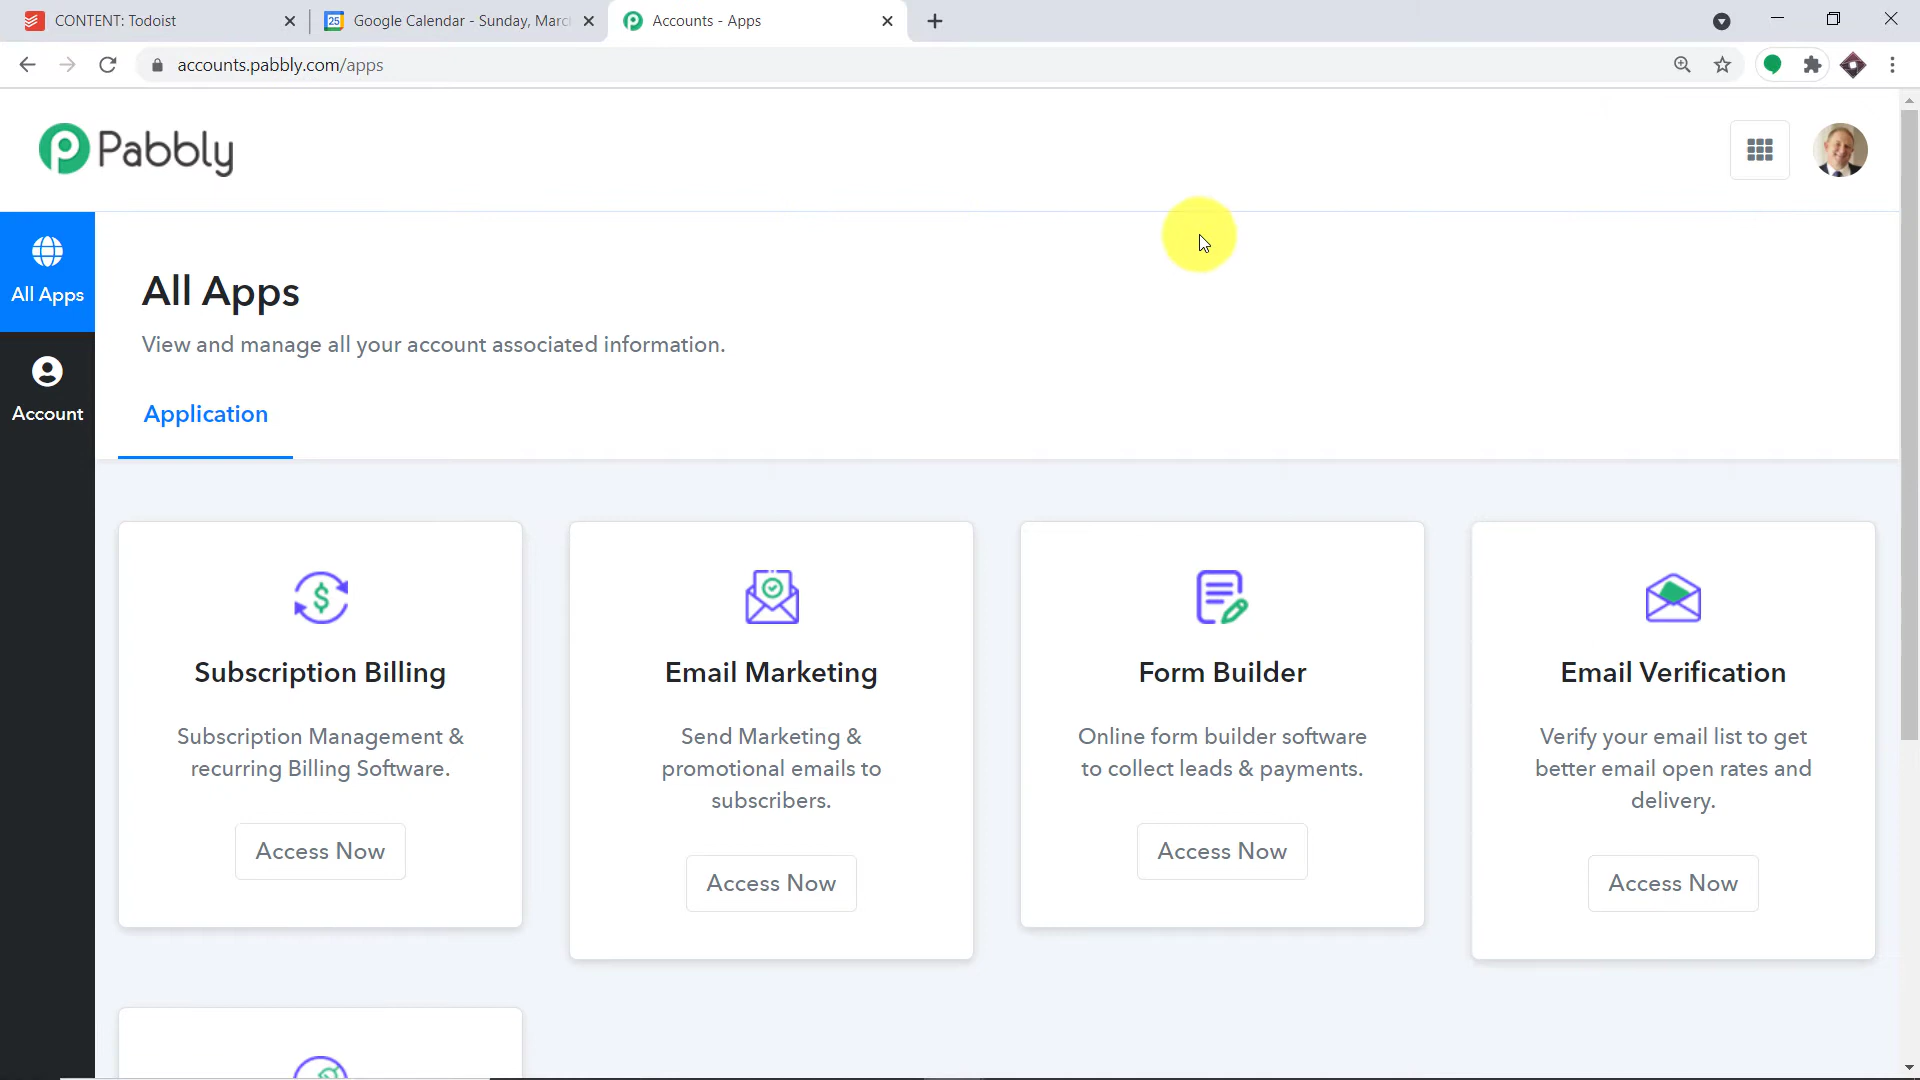 CONTENT: Todoist
25
Google Calendar - Sunday, Marc
Accounts - Apps
accounts.pabbly.com/apps
Pabbly
All Apps
Account
All Apps
View and manage all your account associated information.
Application
Subscription Billing
Subscription Management &
recurring Billing Software.
Access Now
Email Marketing
Send Marketing &
promotional emails to
subscribers.
Access Now
Form Builder
Online form builder software
to collect leads & payments.
Access Now
Email Verification
Verify your email list to get
better email open rates and
delivery.
Access Now